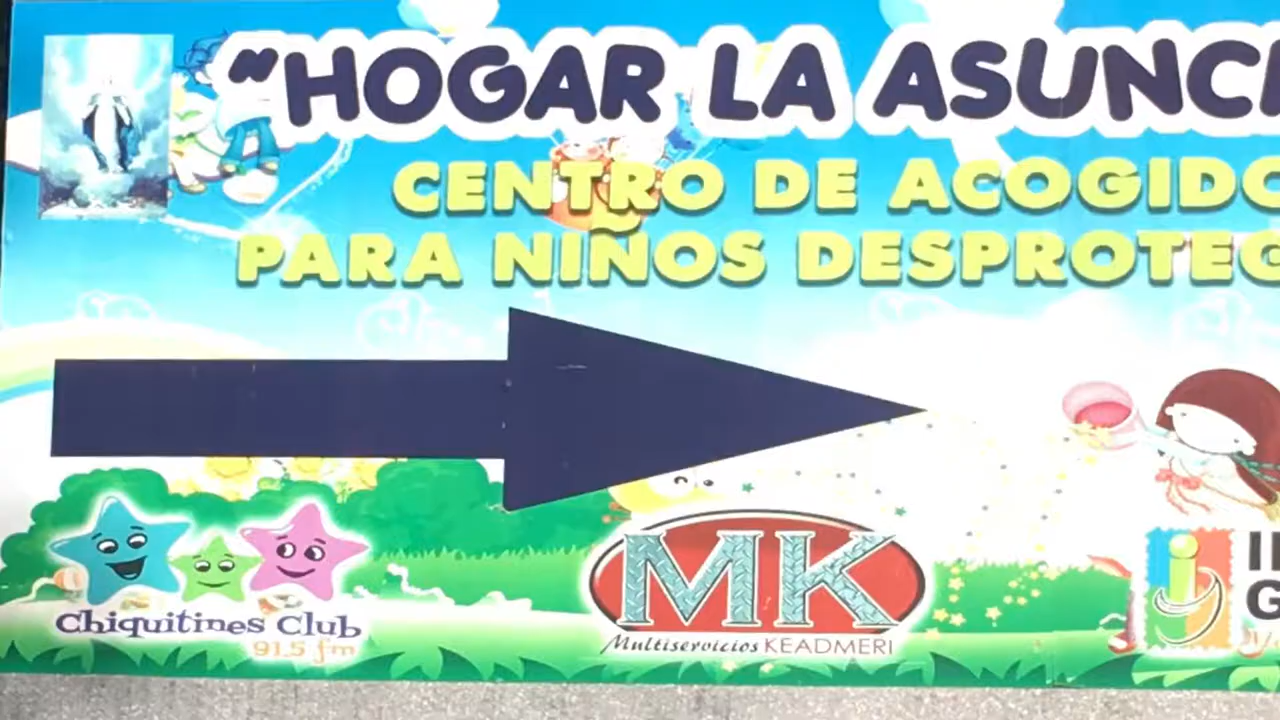 "HOGAR LA ASUNC
CENTRO DE ACOGIDO
PARA NIÑOS DESPROTEG
Chiquitines Club
91.5 fm
MK
Multiservicios KEADMERI